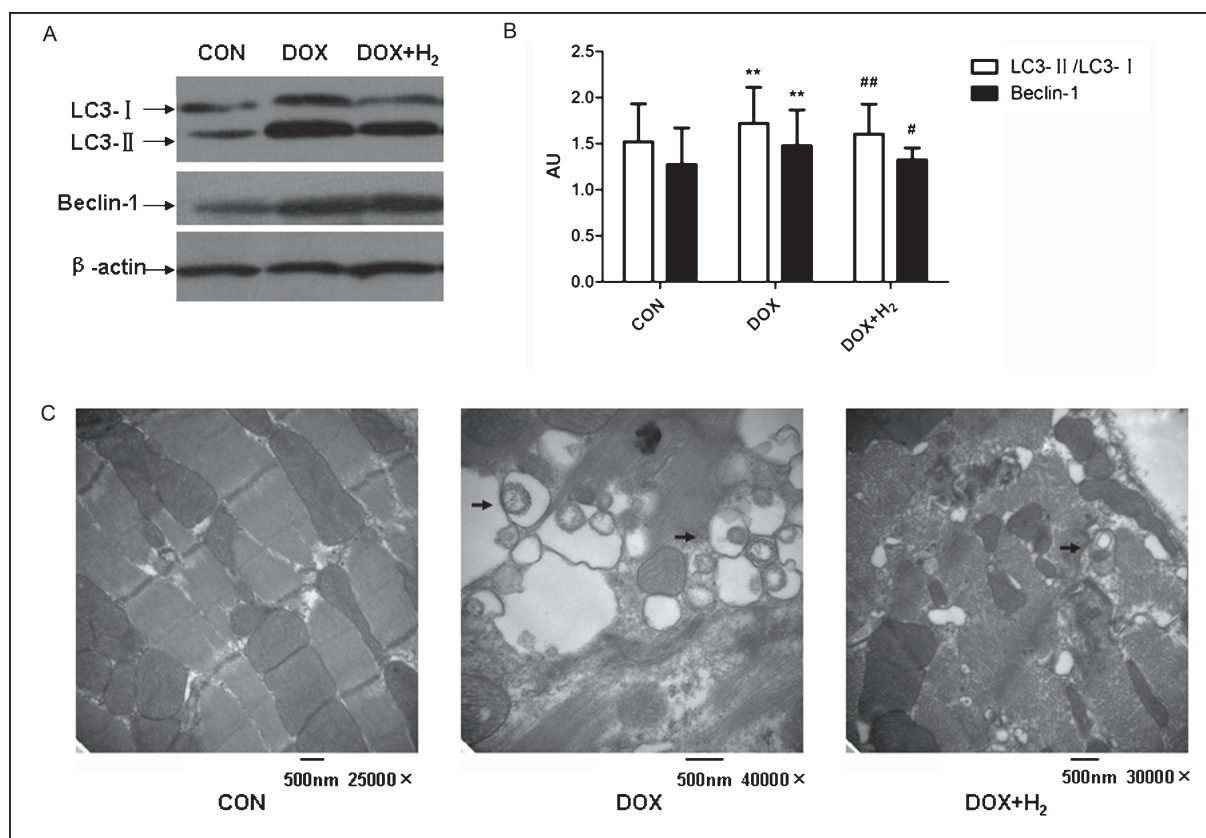 A
CON DOX DOX+H₂
LC3-Ⅰ
LC3-Ⅱ
Beclin-1
β-actin
B
LC3-Ⅱ/LC3-Ⅰ
Beclin-1
AU
2.5
2.0
1.5
1.0
0.5
0.0
** ** ## #
CON DOX DOX+H₂
C
500nm 25000× 500nm 40000× 500nm 30000×
CON DOX DOX+H₂